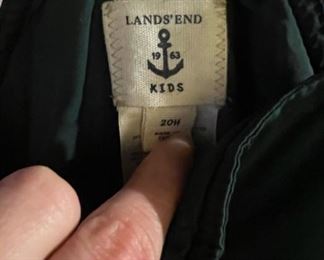 LANDS' END
19 63
KIDS
20H